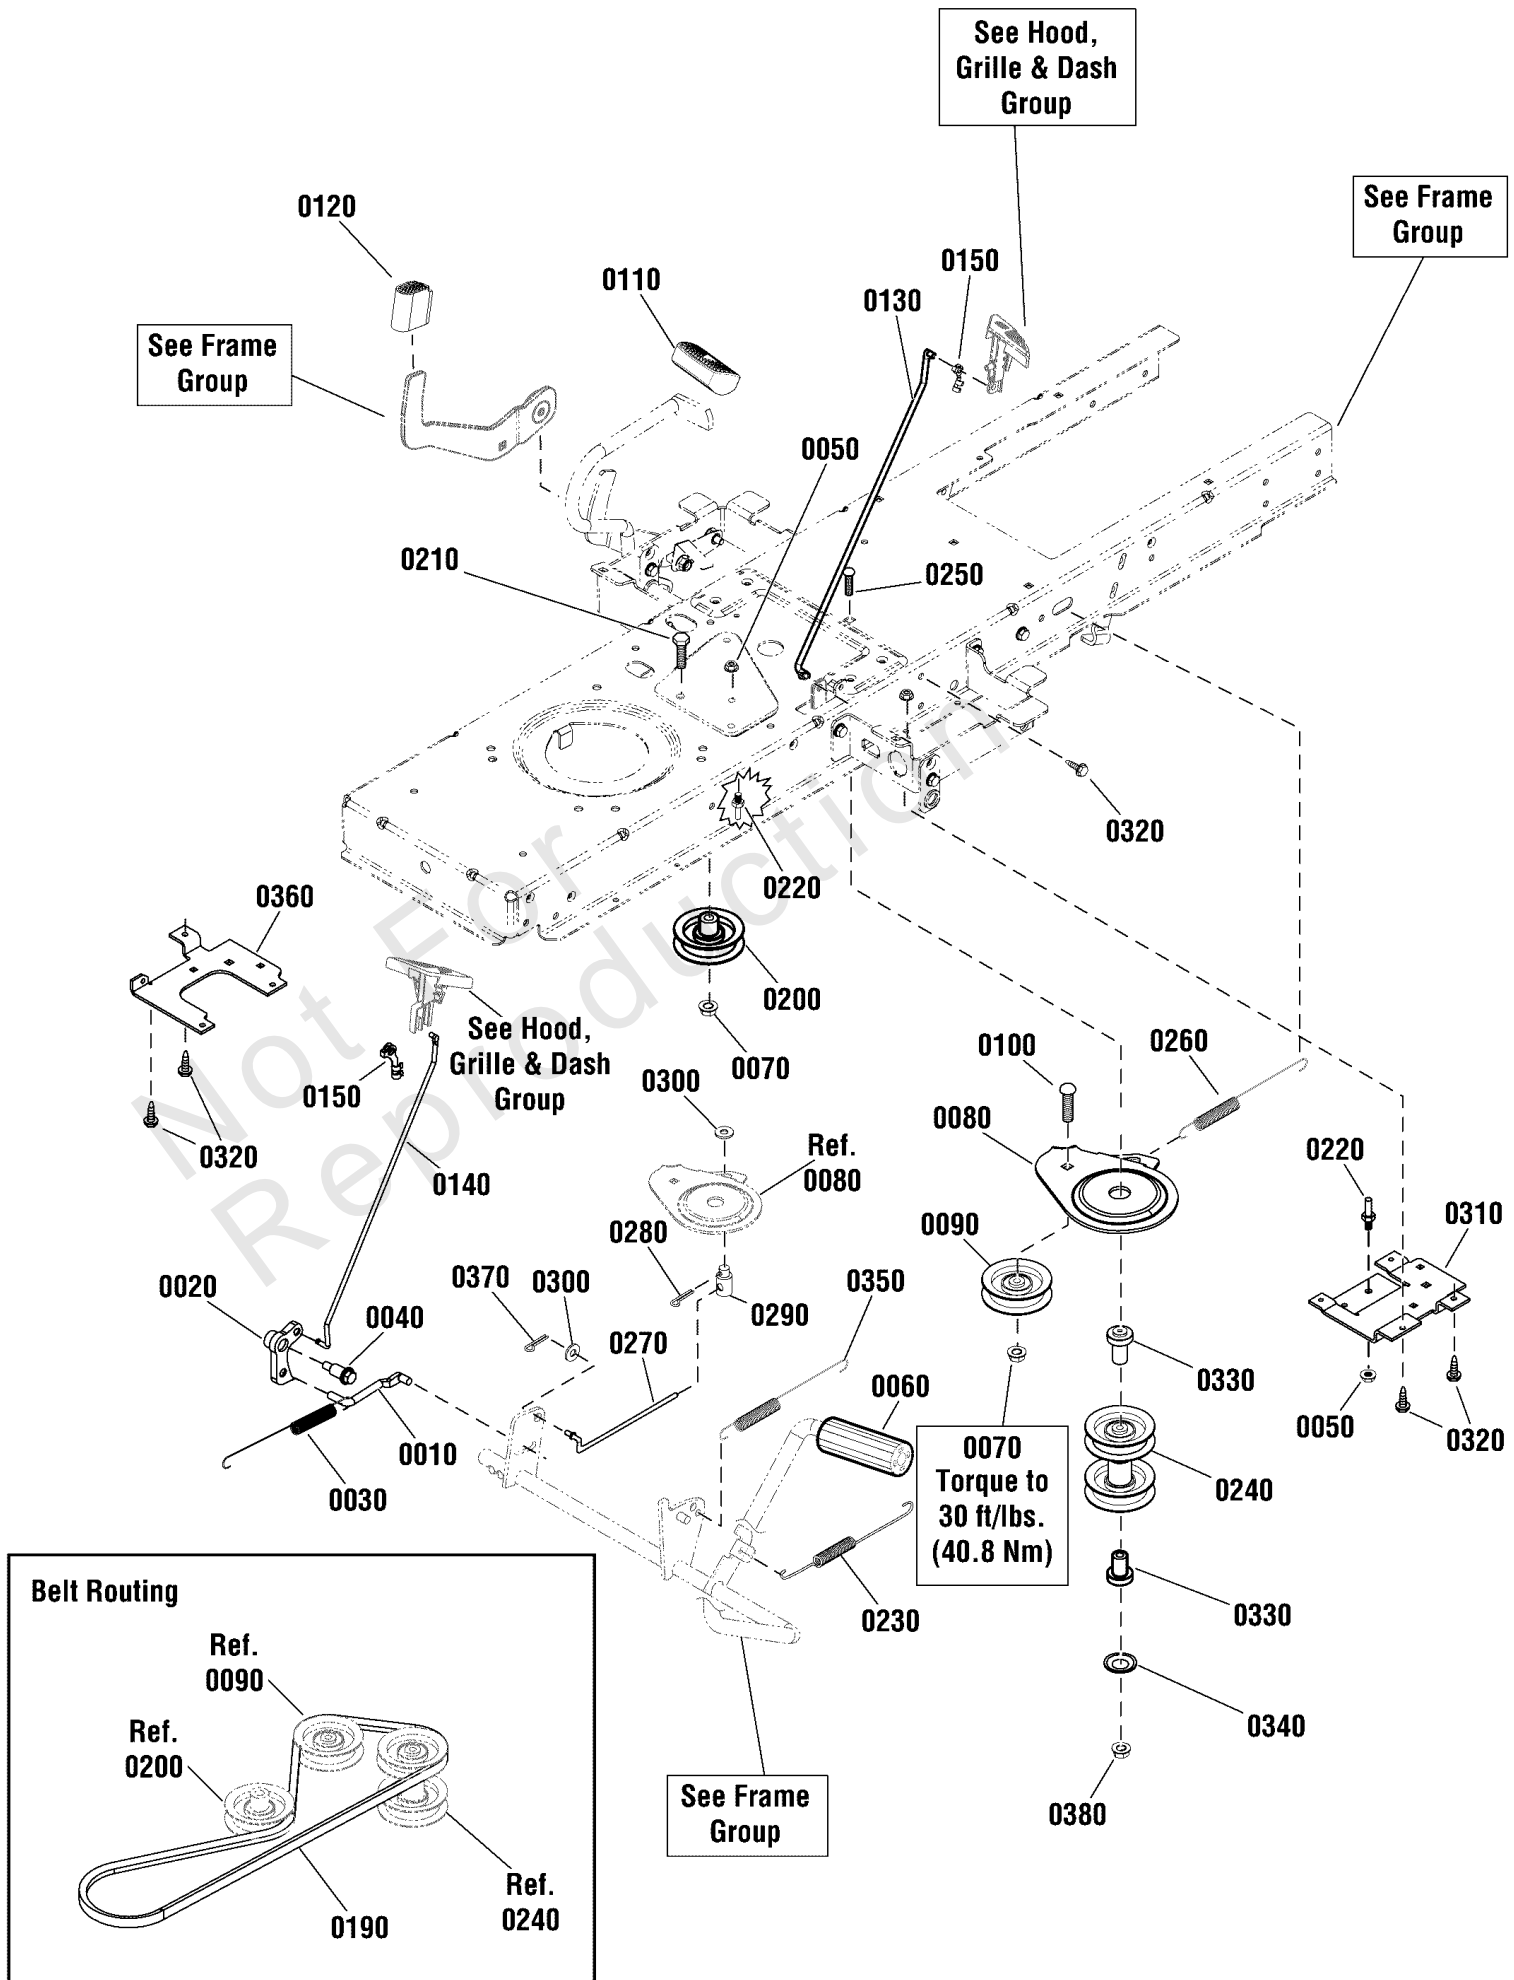 See Hood,
Grille & Dash
Group
See Frame
Group
0120
0110
0150
0130
See Frame
Group
0050
0210
0250
0320
0220
0360
0200
See Hood,
Grille & Dash
Group
0070
0150
0320
0140
0300
Ref.
0080
0100
0260
0080
0220
0310
0090
0280
0370
0300
0290
0350
0020
0040
0270
0330
0060
0050
0320
0010
0030
0070
Torque to
30 ft/lbs.
(40.8 Nm)
0240
0230
0330
0340
0380
See Frame
Group
Belt Routing
Ref.
0090
Ref.
0200
Ref.
0240
0190
Not For
Reproduction